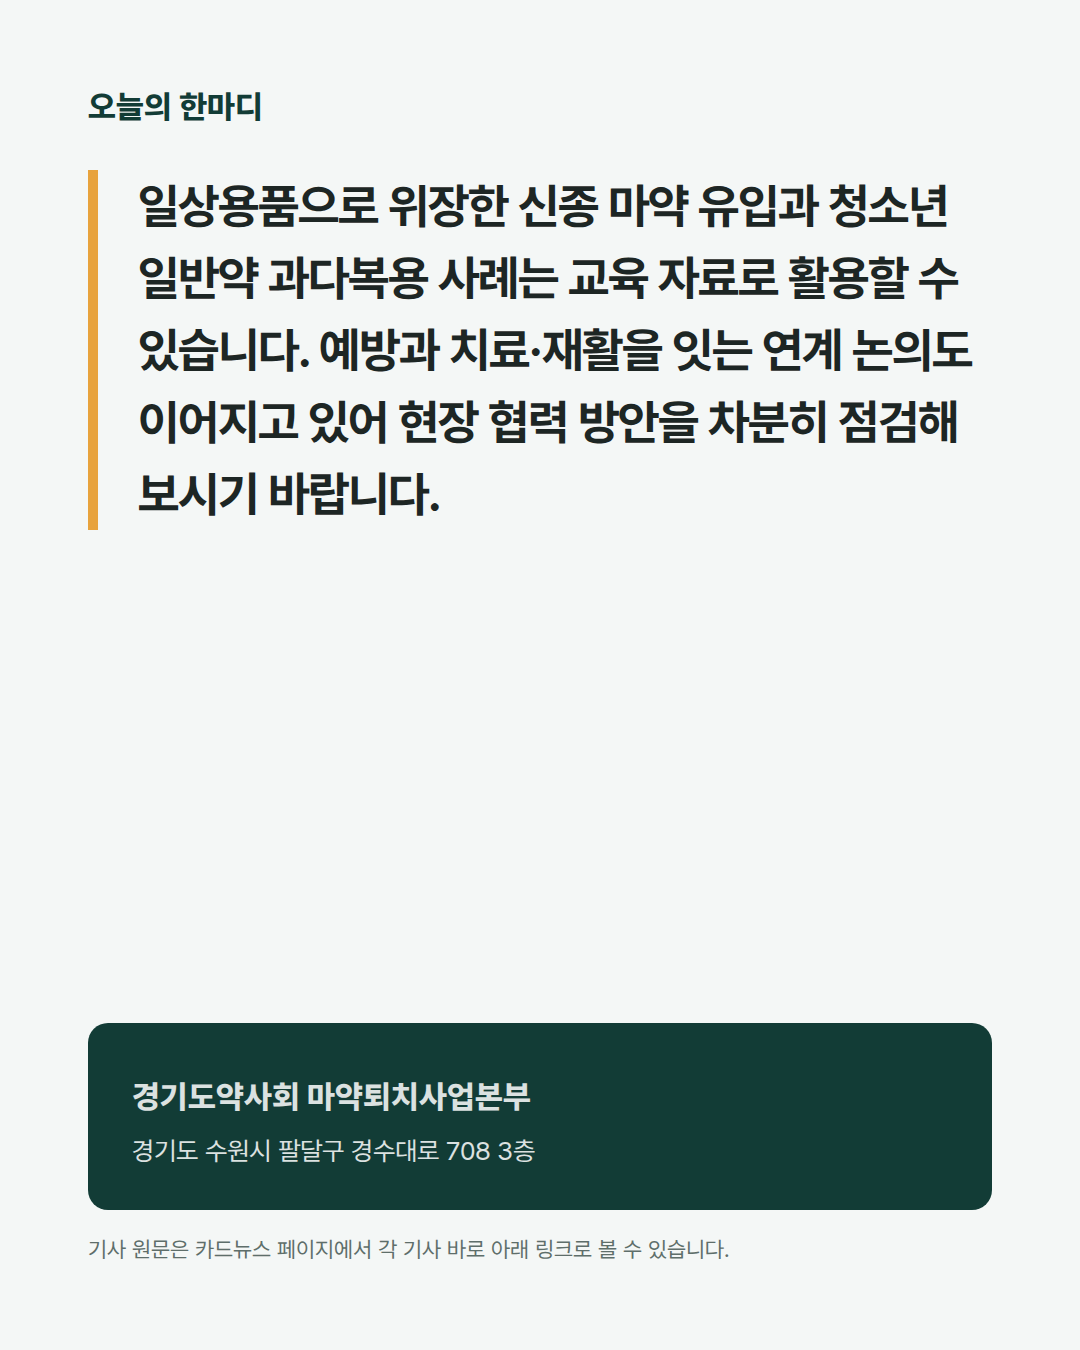 오늘의 한마디
일상용품으로 위장한 신종 마약 유입과 청소년
일반약 과다복용 사례는 교육 자료로 활용할 수
있습니다. 예방과 치료·재활을 잇는 연계 논의도
이어지고 있어 현장 협력 방안을 차분히 점검해
보시기 바랍니다.
경기도약사회 마약퇴치사업본부
경기도 수원시 팔달구 경수대로 708 3층
기사 원문은 카드뉴스 페이지에서 각 기사 바로 아래 링크로 볼 수 있습니다.